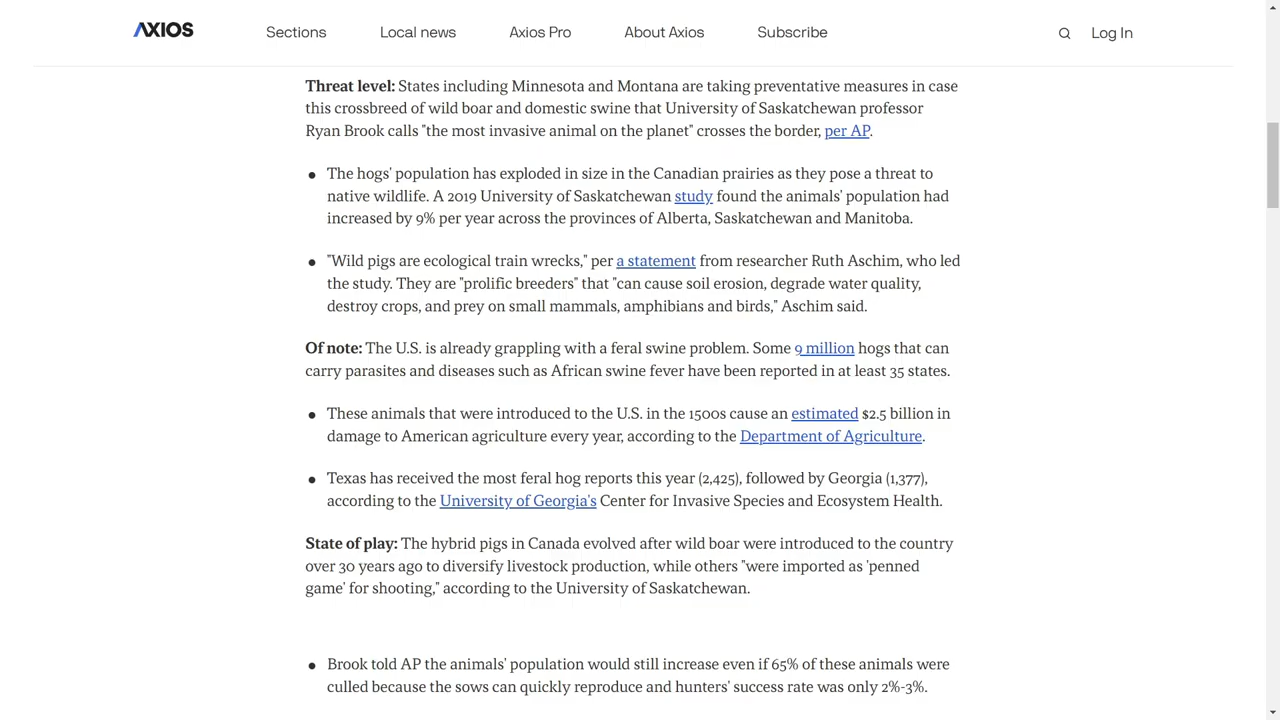 AXIOS
Sections
Local news
Axios Pro
About Axios
Subscribe
Log In
Threat level: States including Minnesota and Montana are taking preventative measures in case
this crossbreed of wild boar and domestic swine that University of Saskatchewan professor
Ryan Brook calls "the most invasive animal on the planet" crosses the border, per AP.
• The hogs' population has exploded in size in the Canadian prairies as they pose a threat to
native wildlife. A 2019 University of Saskatchewan study found the animals' population had
increased by 9% per year across the provinces of Alberta, Saskatchewan and Manitoba.
• "Wild pigs are ecological train wrecks," per a statement from researcher Ruth Aschim, who led
the study. They are "prolific breeders" that "can cause soil erosion, degrade water quality,
destroy crops, and prey on small mammals, amphibians and birds," Aschim said.
Of note: The U.S. is already grappling with a feral swine problem. Some 9 million hogs that can
carry parasites and diseases such as African swine fever have been reported in at least 35 states.
• These animals that were introduced to the U.S. in the 1500s cause an estimated $2.5 billion in
damage to American agriculture every year, according to the Department of Agriculture.
• Texas has received the most feral hog reports this year (2,425), followed by Georgia (1,377),
according to the University of Georgia's Center for Invasive Species and Ecosystem Health.
State of play: The hybrid pigs in Canada evolved after wild boar were introduced to the country
over 30 years ago to diversify livestock production, while others "were imported as 'penned
game' for shooting," according to the University of Saskatchewan.
• Brook told AP the animals' population would still increase even if 65% of these animals were
culled because the sows can quickly reproduce and hunters' success rate was only 2%-3%.